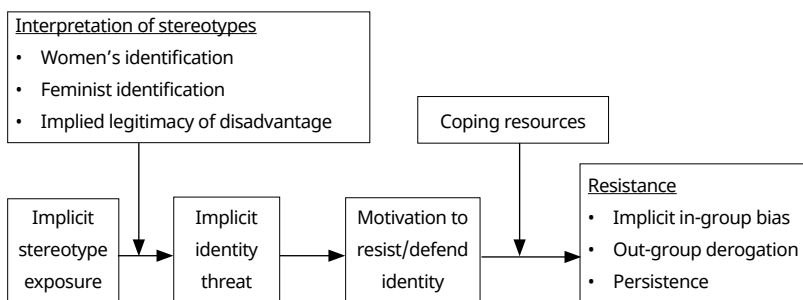 Interpretation of stereotypes
• Women's identification
• Feminist identification
• Implied legitimacy of disadvantage
Coping resources
Implicit
stereotype
exposure
Implicit
identity
threat
Motivation to
resist/defend
identity
Resistance
• Implicit in-group bias
• Out-group derogation
• Persistence